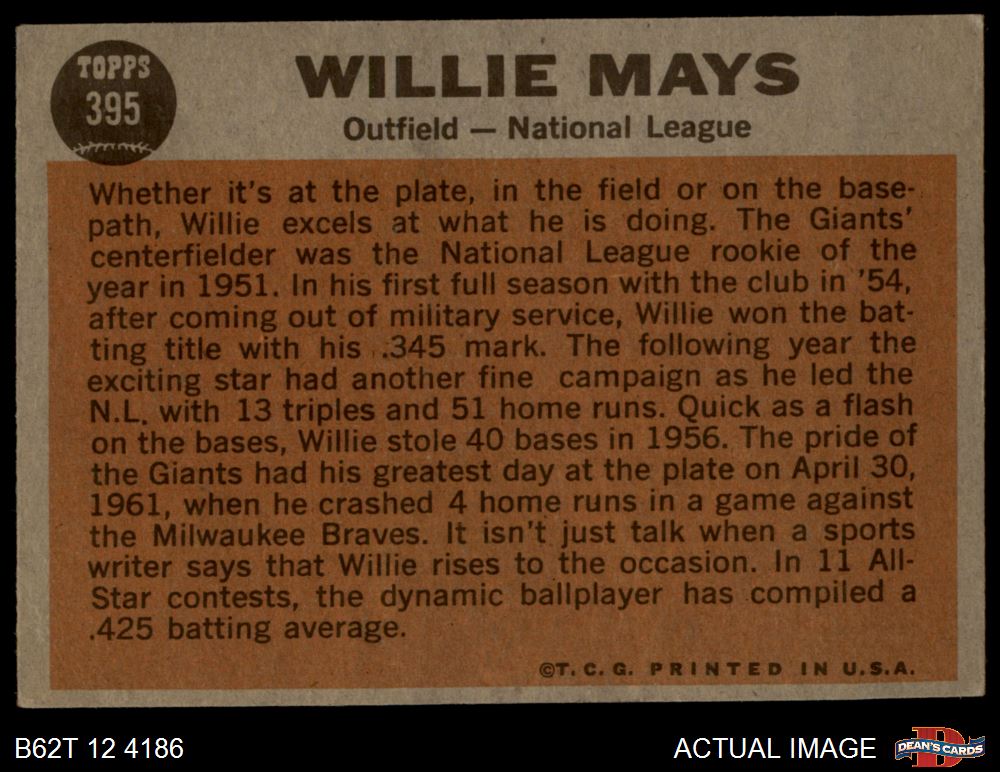 TOPPS
395
WILLIE MAYS
Outfield — National League
Whether it's at the plate, in the field or on the base-
path, Willie excels at what he is doing. The Giants'
centerfielder was the National League rookie of the
year in 1951. In his first full season with the club in '54,
after coming out of military service, Willie won the bat-
ting title with his .345 mark. The following year the
exciting star had another fine campaign as he led the
N.L. with 13 triples and 51 home runs. Quick as a flash
on the bases, Willie stole 40 bases in 1956. The pride of
the Giants had his greatest day at the plate on April 30,
1961, when he crashed 4 home runs in a game against
the Milwaukee Braves. It isn't just talk when a sports
writer says that Willie rises to the occasion. In 11 All-
Star contests, the dynamic ballplayer has compiled a
.425 batting average.
©T. C. G. PRINTED IN U.S.A.
B62T 12 4186
ACTUAL IMAGE
D
DEAN'S CARDS